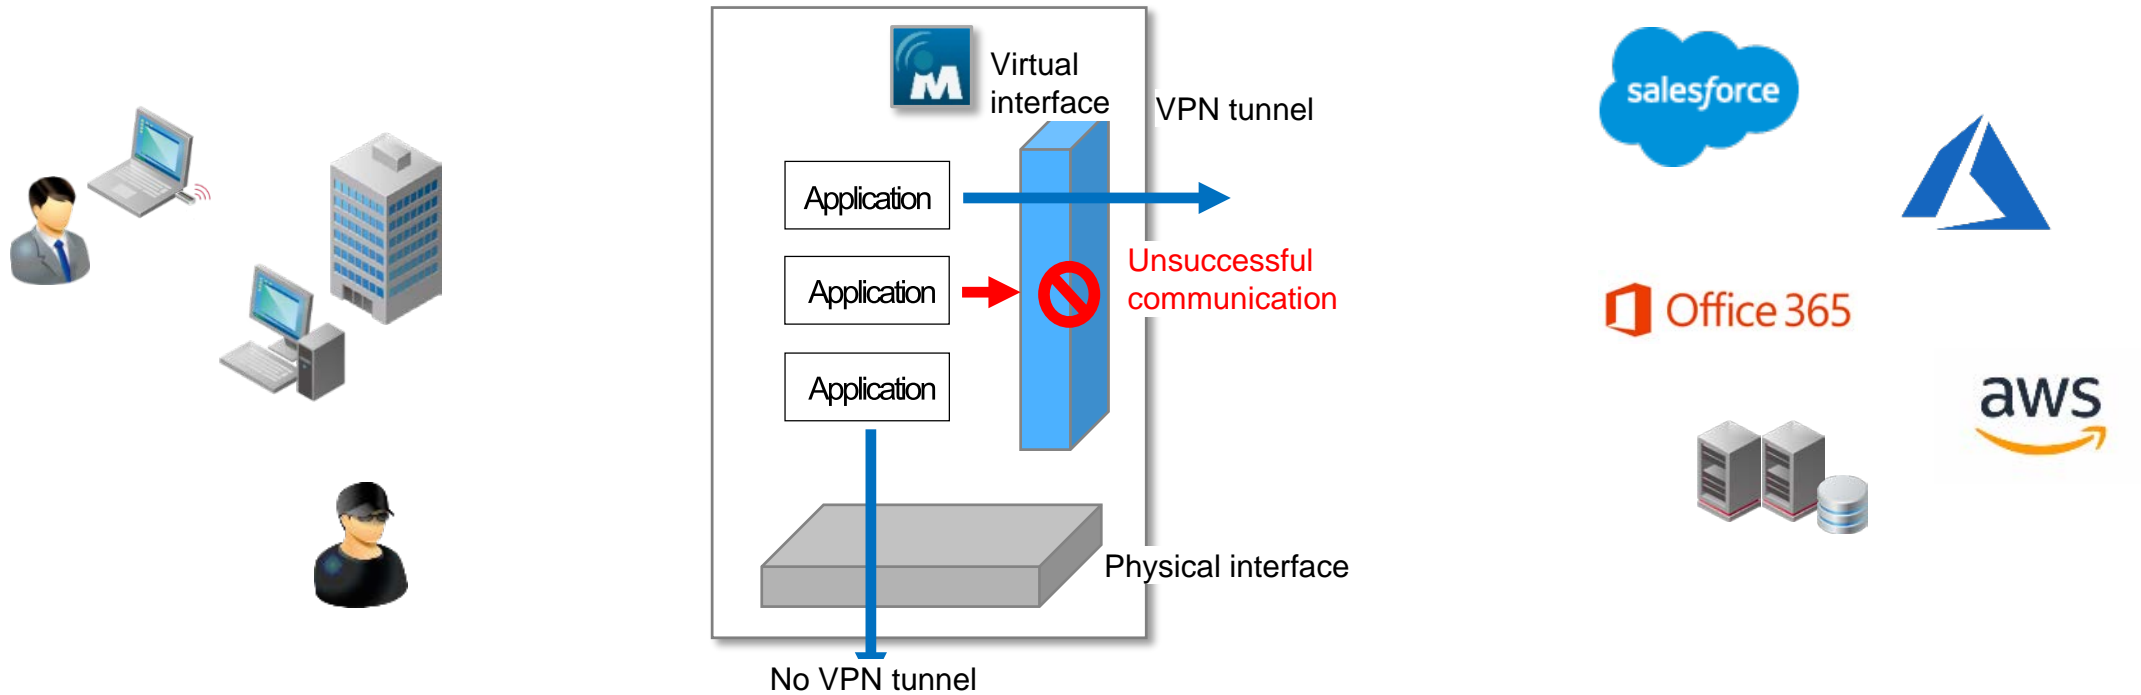 Virtual
interface
VPN tunnel
Application
Application
Unsuccessful
communication
Application
Physical interface
No VPN tunnel
salesforce
Office 365
aws
M